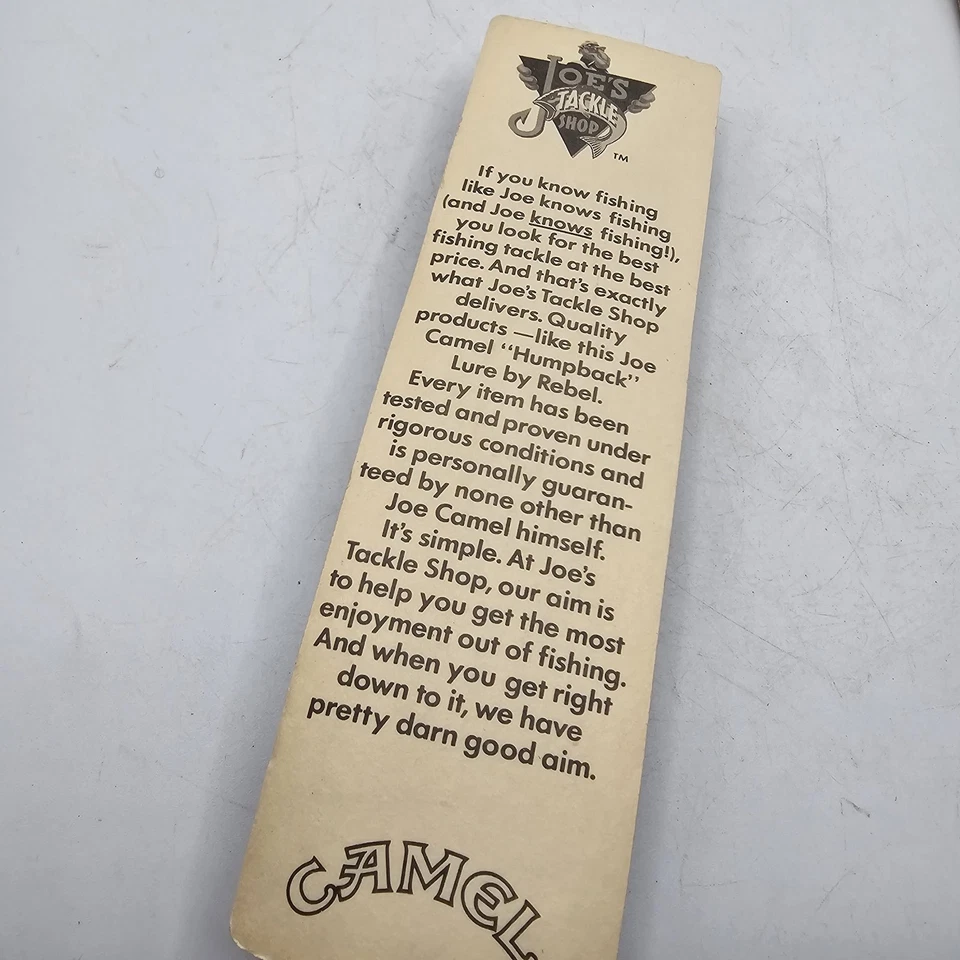 JOE'S
TACKLE
SHOP
TM
If you know fishing
like Joe knows fishing
(and Joe knows fishing!),
you look for the best
fishing tackle at the best
price. And that's exactly
what Joe's Tackle Shop
delivers. Quality
products —like this Joe
Camel "Humpback"
Lure by Rebel.
Every item has been
tested and proven under
rigorous conditions and
is personally guaran-
teed by none other than
Joe Camel himself.
It's simple. At Joe's
Tackle Shop, our aim is
to help you get the most
enjoyment out of fishing.
And when you get right
down to it, we have
pretty darn good aim.
CAMEL